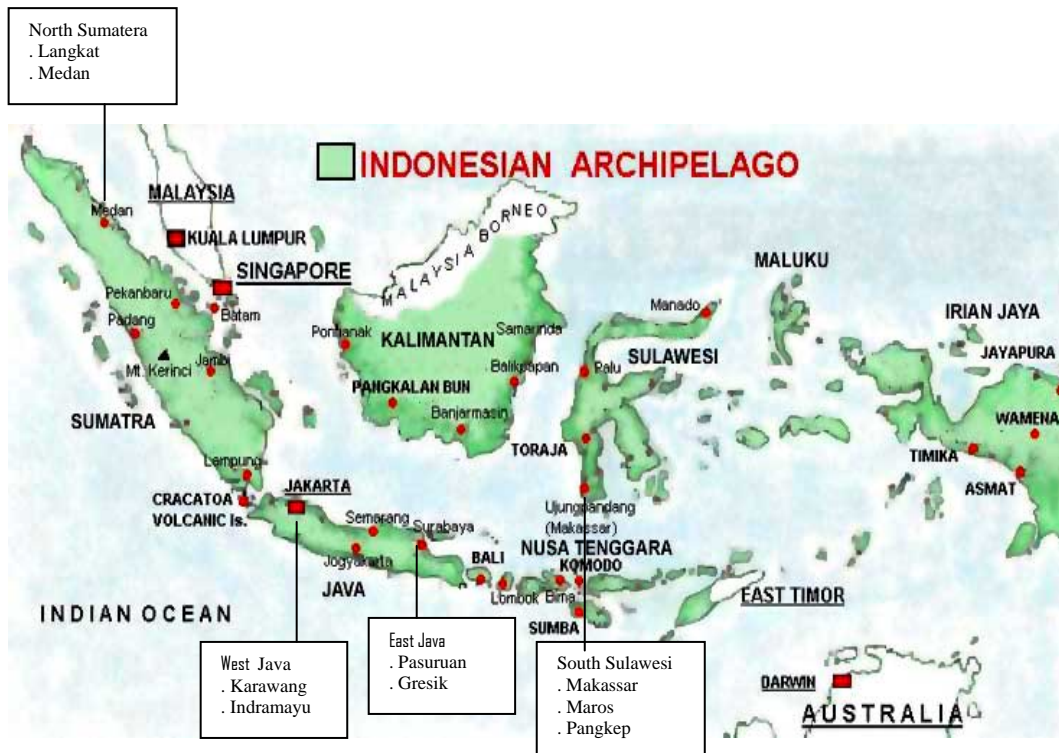 North Sumatera
. Langkat
. Medan
INDONESIAN ARCHIPELAGO
MALAYSIA
Medan
KUALA LUMPUR
SINGAPORE
MALAYSIA BORNEO
MALUKU
Pekanbaru
Batam
Manado
Padang
Pontianak
KALIMANTAN
Samarinda
IRIAN JAYA
SULAWESI
JAYAPURA
Mt. Kerinci
Jambi
Balikpapan
Palu
PANGKALAN BUN
SUMATRA
Banjarmasin
WAMENA
TORAJA
TIMIKA
Lampung
ASMAT
CRACATOA
VOLCANIC Is.
JAKARTA
Ujungpandang
(Makassar)
Semarang
Surabaya
Jogyakarta
BALI
NUSA TENGGARA
KOMODO
JAVA
Lombok
Bima
EAST TIMOR
INDIAN OCEAN
SUMBA
West Java
. Karawang
. Indramayu
East Java
. Pasuruan
. Gresik
South Sulawesi
. Makassar
. Maros
. Pangkep
DARWIN
AUSTRALIA